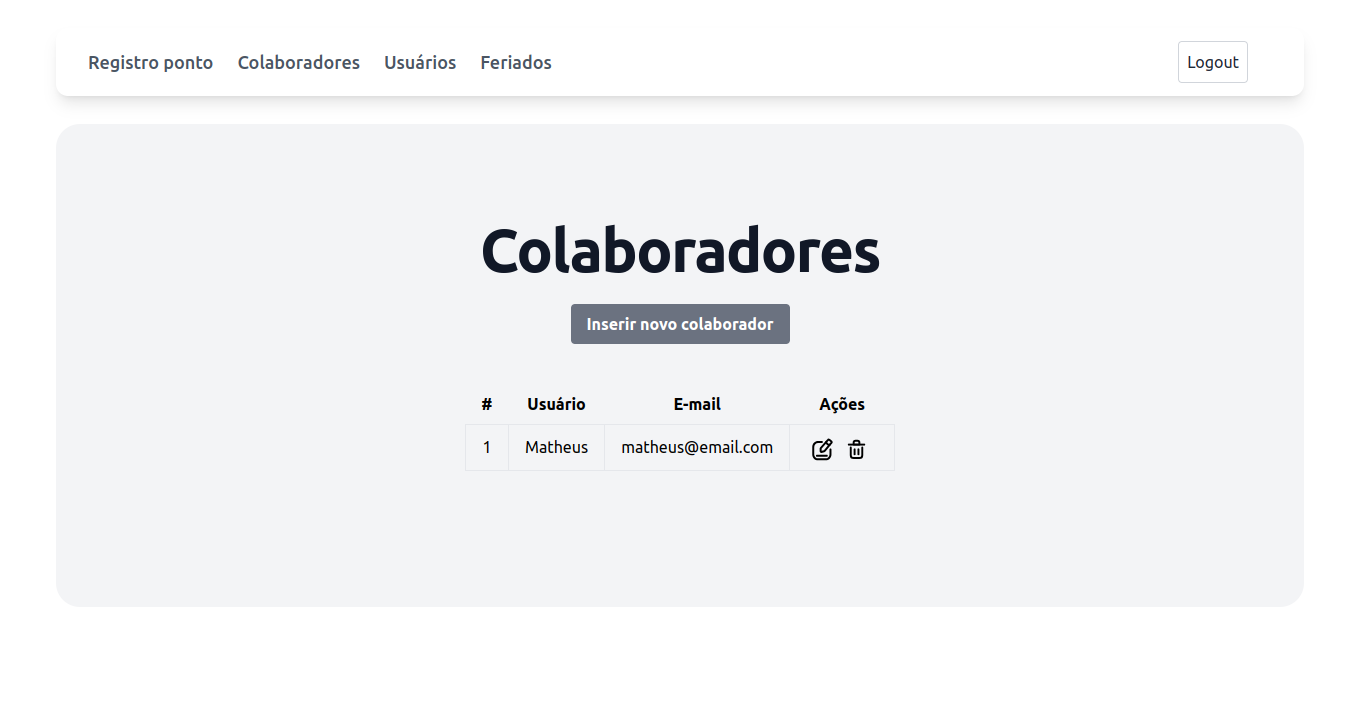 Registro ponto Colaboradores Usuários Feriados Logout
Colaboradores
Inserir novo colaborador
# Usuário E-mail Ações
1 Matheus matheus@email.com